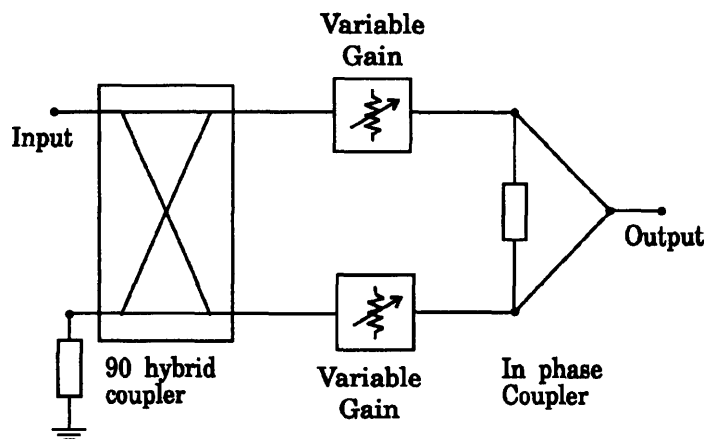 Variable
Gain
Input
Output
90 hybrid
coupler
Variable
Gain
In phase
Coupler